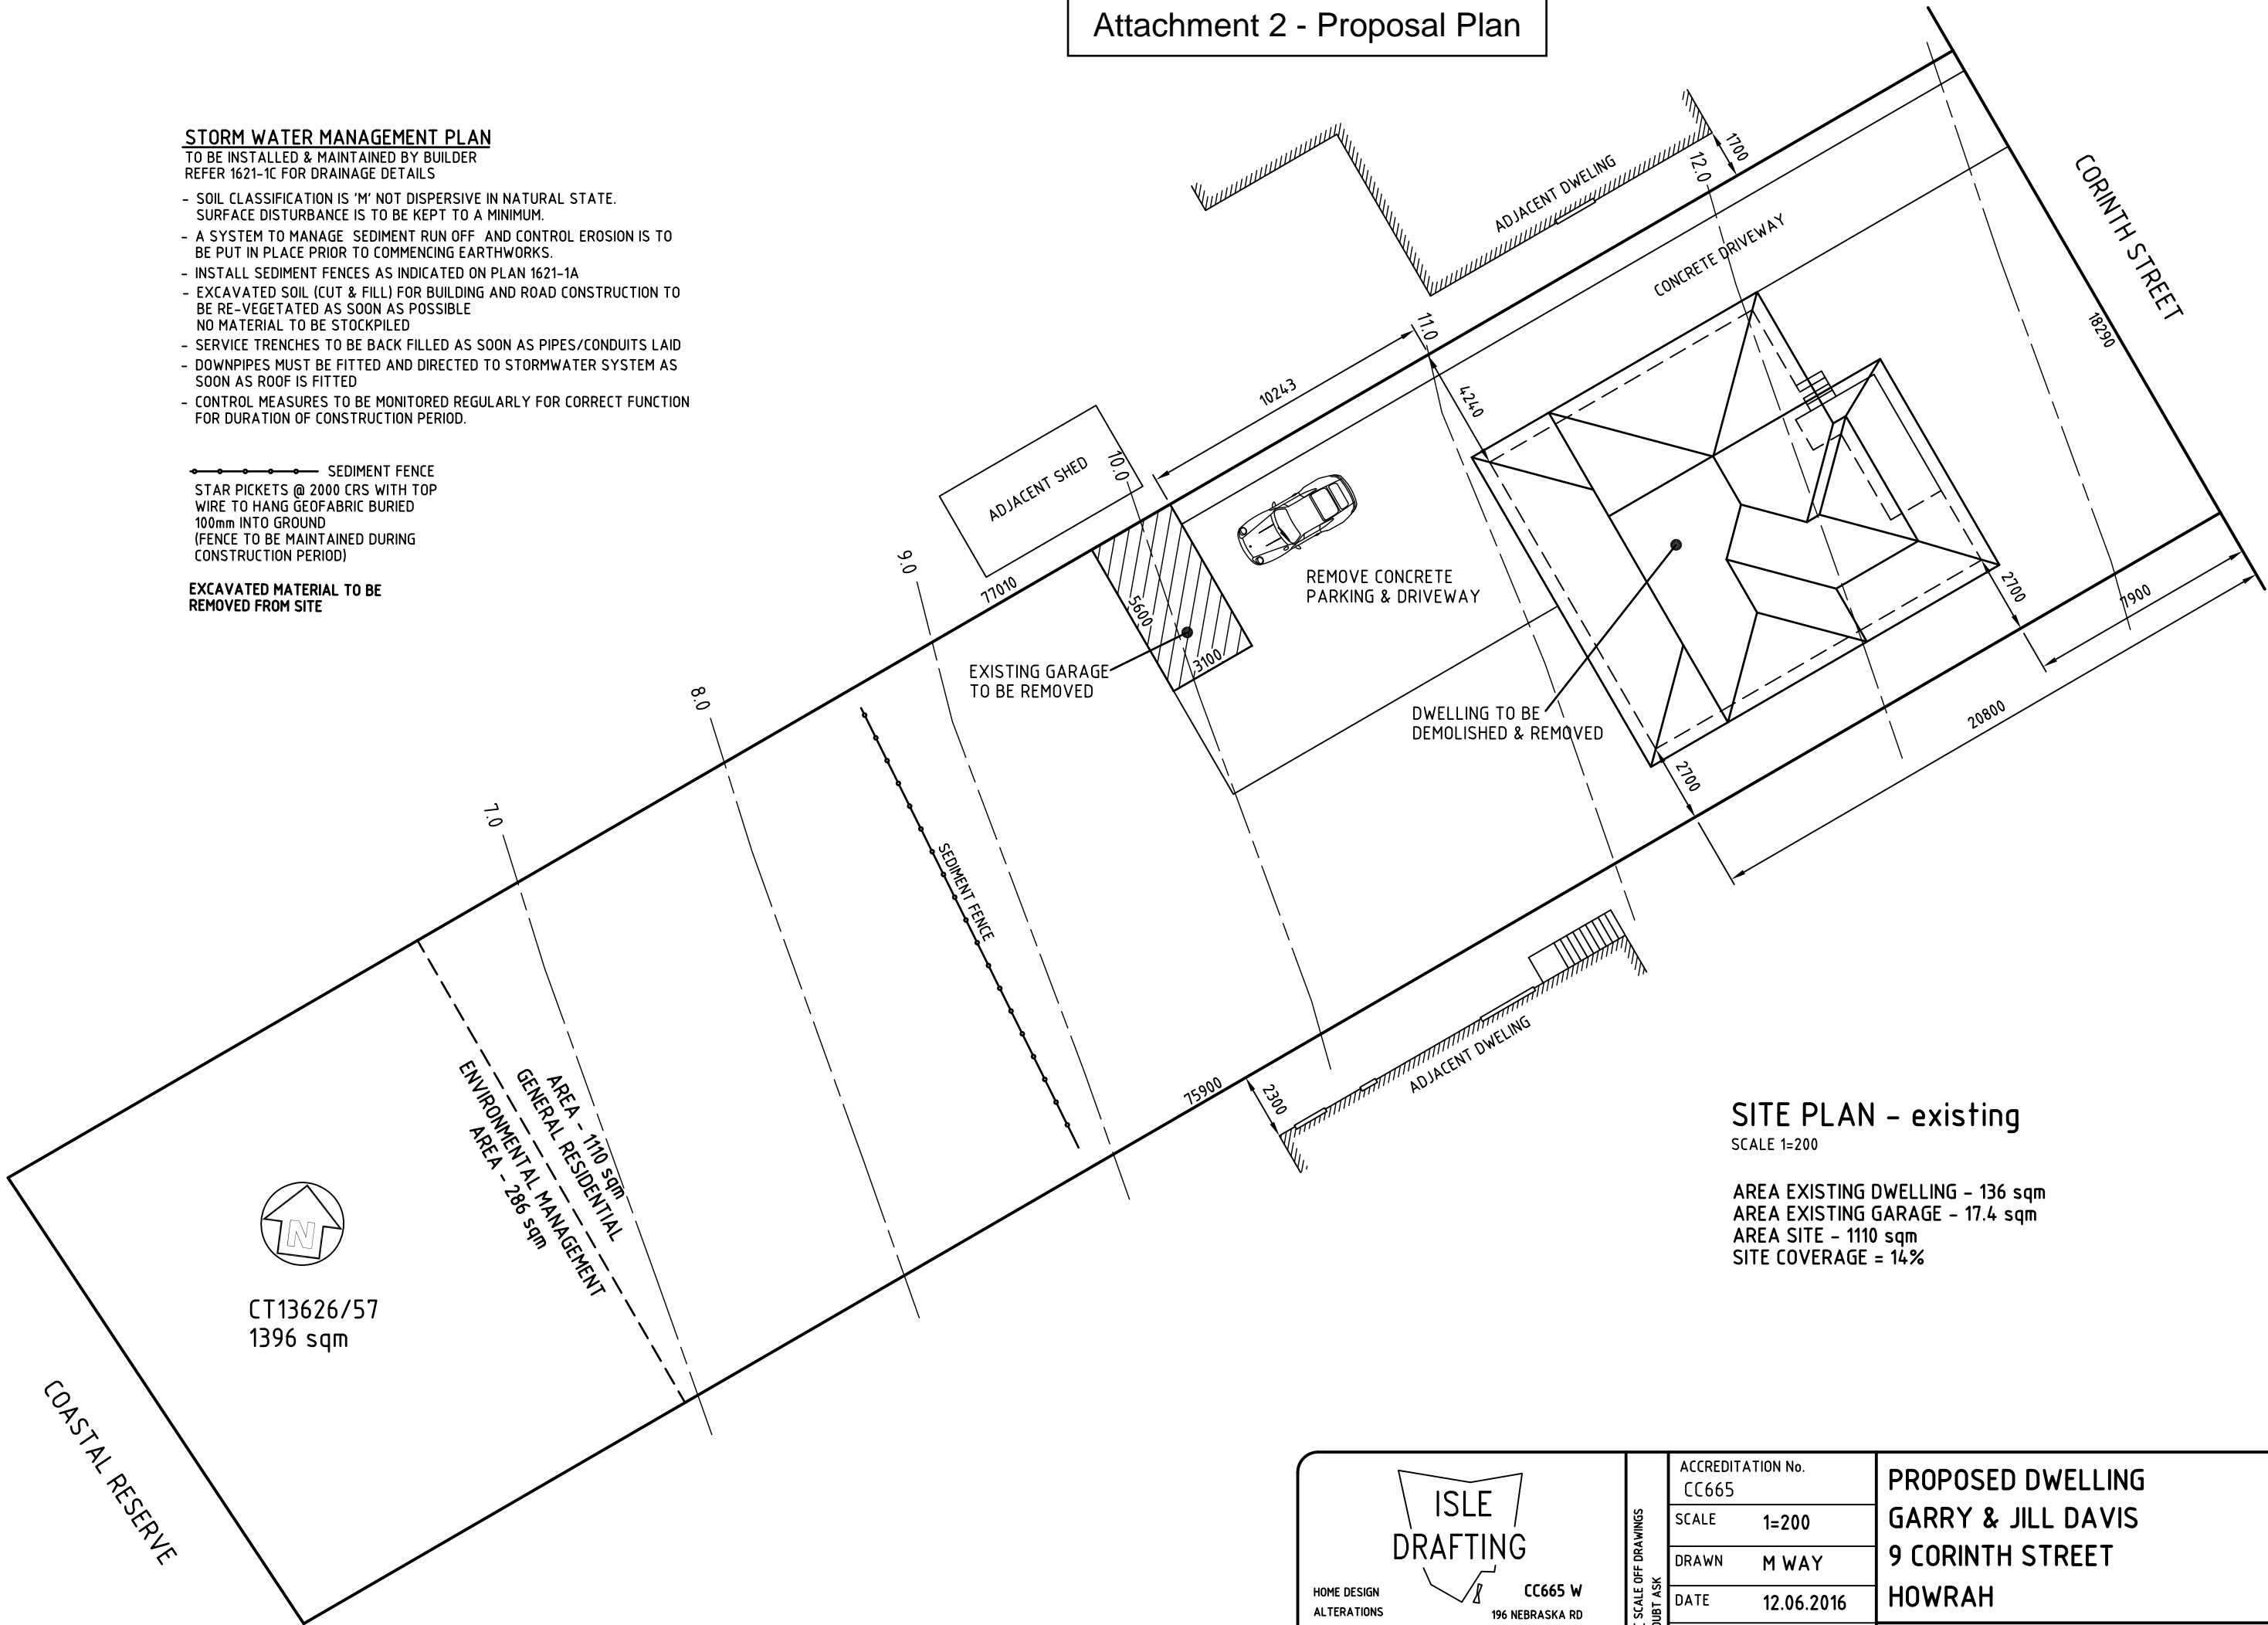 Attachment 2 - Proposal Plan
STORM WATER MANAGEMENT PLAN
TO BE INSTALLED & MAINTAINED BY BUILDER
REFER 1621-1C FOR DRAINAGE DETAILS
- SOIL CLASSIFICATION IS 'M' NOT DISPERSIVE IN NATURAL STATE.
SURFACE DISTURBANCE IS TO BE KEPT TO A MINIMUM.
- A SYSTEM TO MANAGE SEDIMENT RUN OFF AND CONTROL EROSION IS TO
BE PUT IN PLACE PRIOR TO COMMENCING EARTHWORKS.
- INSTALL SEDIMENT FENCES AS INDICATED ON PLAN 1621-1A
- EXCAVATED SOIL (CUT & FILL) FOR BUILDING AND ROAD CONSTRUCTION TO
BE RE-VEGETATED AS SOON AS POSSIBLE
NO MATERIAL TO BE STOCKPILED
- SERVICE TRENCHES TO BE BACK FILLED AS SOON AS PIPES/CONDUITS LAID
- DOWNPIPES MUST BE FITTED AND DIRECTED TO STORMWATER SYSTEM AS
SOON AS ROOF IS FITTED
- CONTROL MEASURES TO BE MONITORED REGULARLY FOR CORRECT FUNCTION
FOR DURATION OF CONSTRUCTION PERIOD.
SEDIMENT FENCE
STAR PICKETS @ 2000 CRS WITH TOP
WIRE TO HANG GEOFABRIC BURIED
100mm INTO GROUND
(FENCE TO BE MAINTAINED DURING
CONSTRUCTION PERIOD)
EXCAVATED MATERIAL TO BE
REMOVED FROM SITE
ADJACENT DWELING
1700
12.0
CONCRETE DRIVEWAY
CORINTH STREET
18290
11.0
10243
4240
ADJACENT SHED
10.0
9.0
77010
5600
3100
REMOVE CONCRETE
PARKING & DRIVEWAY
EXISTING GARAGE
TO BE REMOVED
DWELLING TO BE
DEMOLISHED & REMOVED
2700
7900
20800
2700
8.0
7.0
SEDIMENT FENCE
ADJACENT DWELING
75900
2300
AREA - 1110 sqm
GENERAL RESIDENTIAL
ENVIRONMENTAL MANAGEMENT
AREA - 286 sqm
N
CT13626/57
1396 sqm
COASTAL RESERVE
SITE PLAN - existing
SCALE 1=200
AREA EXISTING DWELLING - 136 sqm
AREA EXISTING GARAGE - 17.4 sqm
AREA SITE - 1110 sqm
SITE COVERAGE = 14%
ISLE
DRAFTING
HOME DESIGN
ALTERATIONS
CC665 W
196 NEBRASKA RD
SCALE OFF DRAWINGS
ASK
ACCREDITATION No.
CC665
SCALE 1=200
DRAWN M WAY
DATE 12.06.2016
PROPOSED DWELLING
GARRY & JILL DAVIS
9 CORINTH STREET
HOWRAH